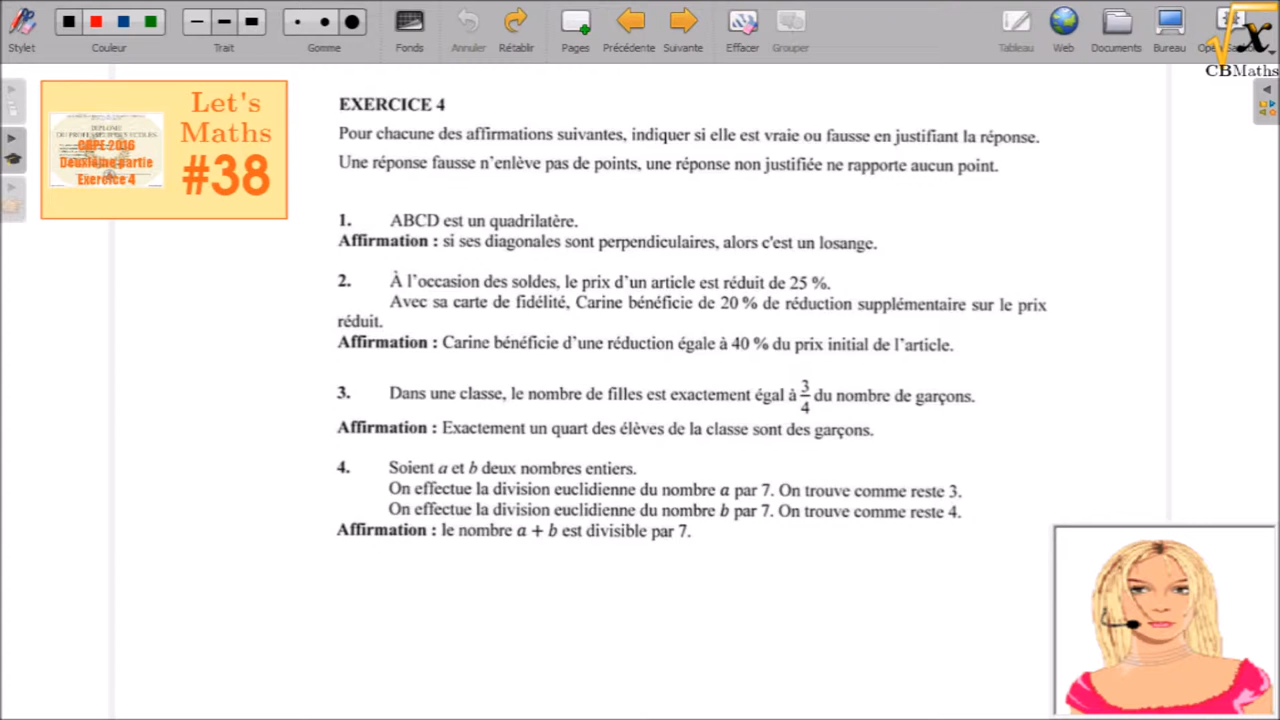 Stylet
Couleur
Trait
Gomme
Fonds
Annuler
Rétablir
Pages
Précédente
Suivante
Effacer
Grouper
Tableau
Web
Documents
Bureau
CBMaths
Let's
Maths
#38
CRPE 2016
Deuxième partie
Exercice 4
EXERCICE 4
Pour chacune des affirmations suivantes, indiquer si elle est vraie ou fausse en justifiant la réponse.
Une réponse fausse n'enlève pas de points, une réponse non justifiée ne rapporte aucun point.
1. ABCD est un quadrilatère.
Affirmation : si ses diagonales sont perpendiculaires, alors c'est un losange.
2. À l'occasion des soldes, le prix d'un article est réduit de 25 %.
Avec sa carte de fidélité, Carine bénéficie de 20 % de réduction supplémentaire sur le prix
réduit.
Affirmation : Carine bénéficie d'une réduction égale à 40 % du prix initial de l'article.
3. Dans une classe, le nombre de filles est exactement égal à 3/4 du nombre de garçons.
Affirmation : Exactement un quart des élèves de la classe sont des garçons.
4. Soient a et b deux nombres entiers.
On effectue la division euclidienne du nombre a par 7. On trouve comme reste 3.
On effectue la division euclidienne du nombre b par 7. On trouve comme reste 4.
Affirmation : le nombre a + b est divisible par 7.